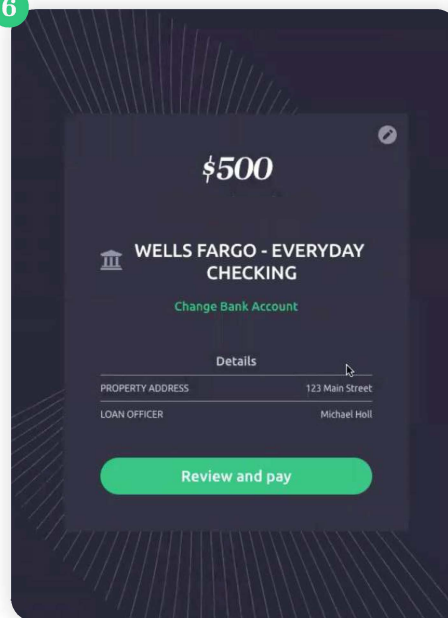 6
$500
WELLS FARGO - EVERYDAY
CHECKING
Change Bank Account
Details
PROPERTY ADDRESS 123 Main Street
LOAN OFFICER Michael Holl
Review and pay